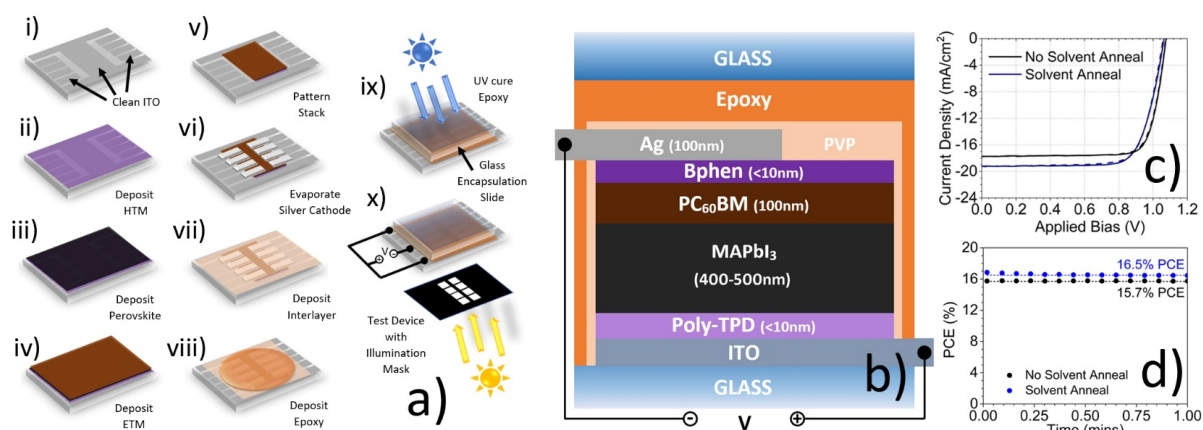 i)
Clean ITO
ii)
Deposit
HTM
iii)
Deposit
Perovskite
iv)
Deposit
ETM
v)
Pattern
Stack
vi)
Evaporate
Silver Cathode
vii)
Deposit
Interlayer
viii)
Deposit
Epoxy
ix)
UV cure
Epoxy
Glass
Encapsulation
Slide
x)
V
+
-
Test Device
with
Illumination
Mask
a)
GLASS
Epoxy
Ag (100nm)
PVP
Bphen (<10nm)
PC₆₀BM (100nm)
MAPbI₃
(400-500nm)
Poly-TPD (<10nm)
ITO
GLASS
b)
-
V
+
Current Density (mA/cm²)
0
-4
-8
-12
-16
-20
-24
No Solvent Anneal
Solvent Anneal
c)
0.0 0.2 0.4 0.6 0.8 1.0 1.2
Applied Bias (V)
PCE (%)
20
16
12
8
4
0
16.5% PCE
15.7% PCE
No Solvent Anneal
Solvent Anneal
d)
0.00 0.25 0.50 0.75 1.00
Time (mins)